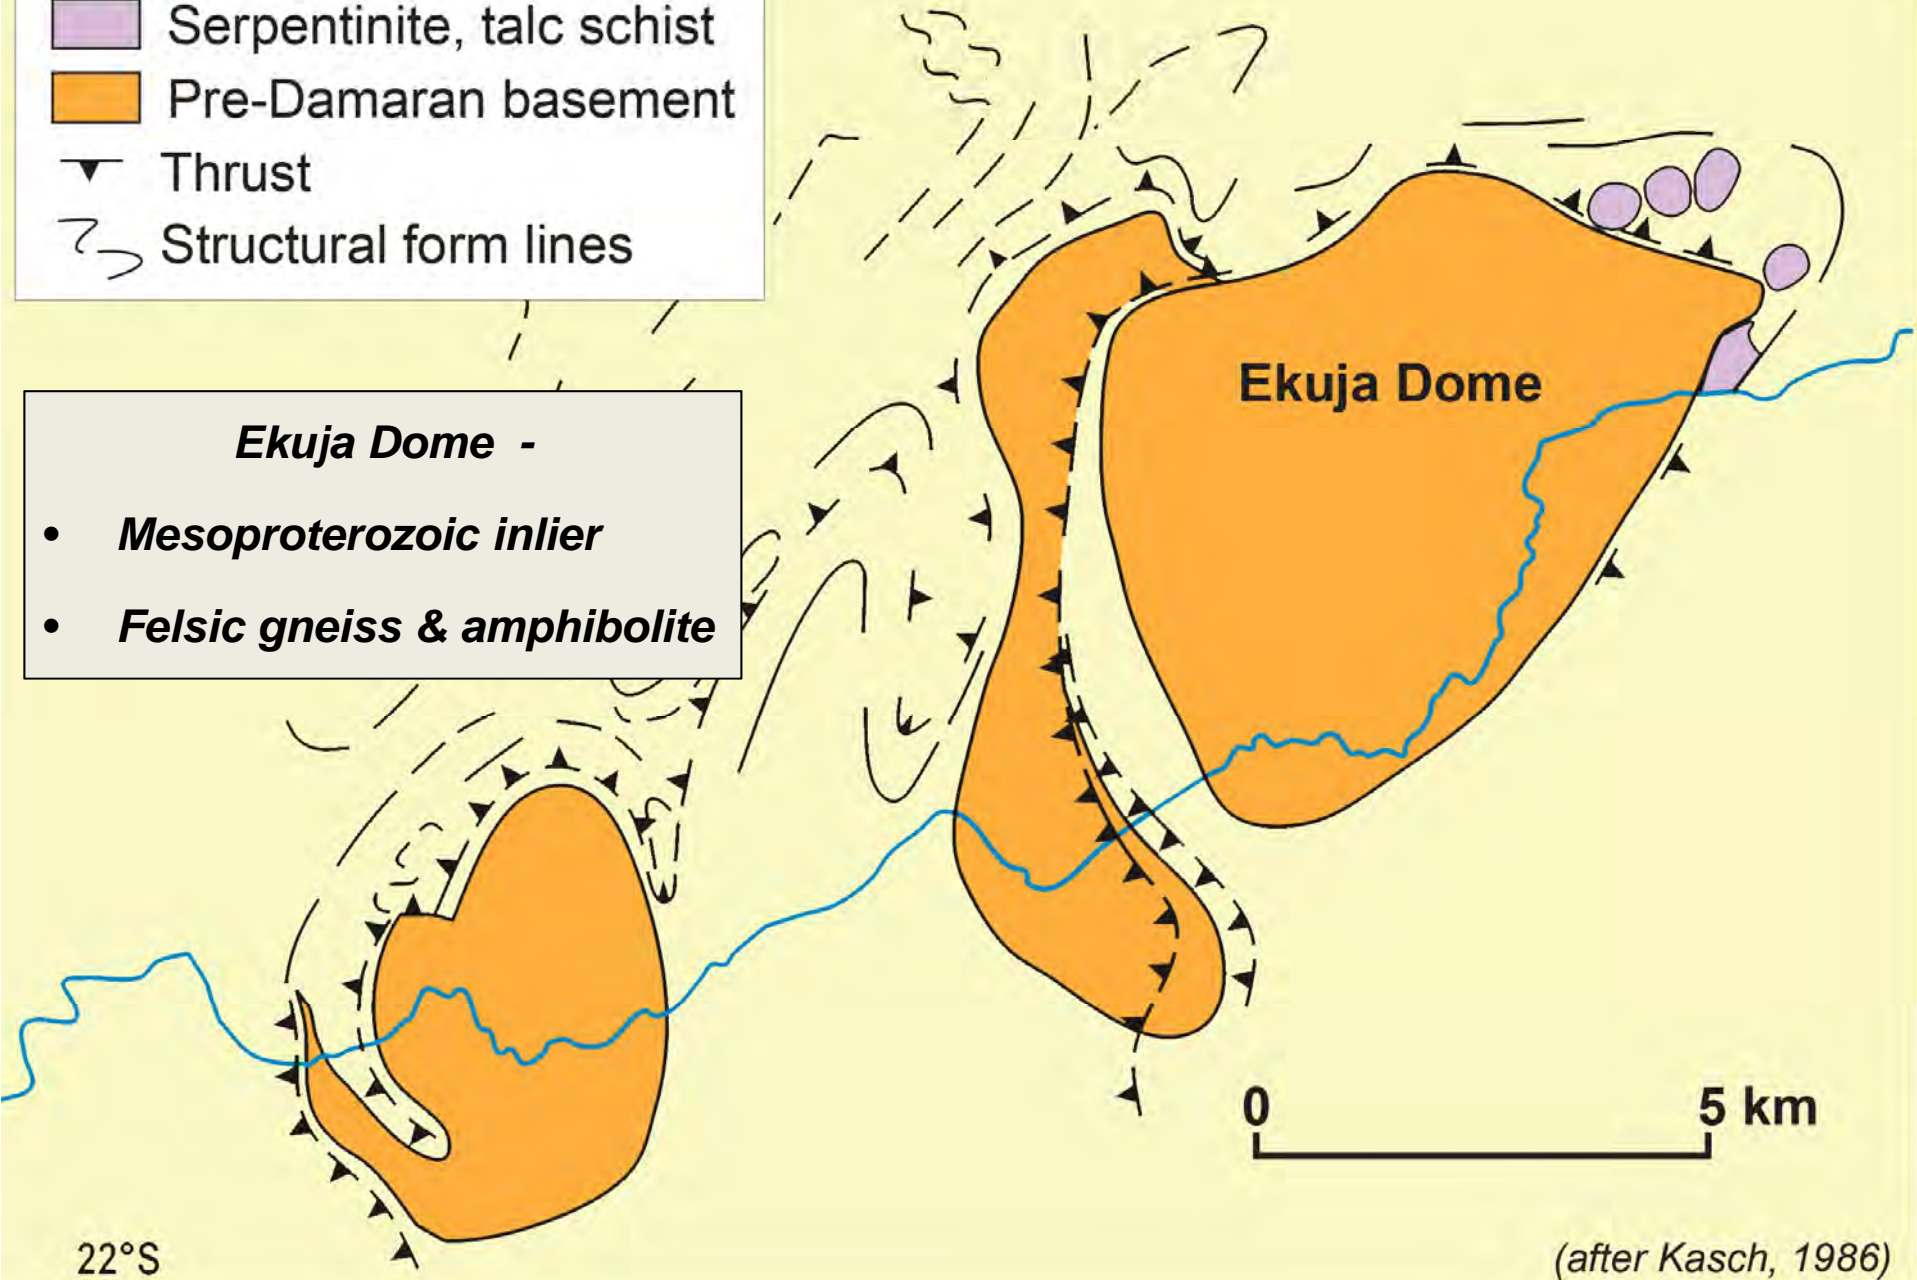 Serpentinite, talc schist
Pre-Damaran basement
Thrust
Structural form lines
Ekuja Dome
Ekuja Dome -
• Mesoproterozoic inlier
• Felsic gneiss & amphibolite
0 5 km
22°S
(after Kasch, 1986)